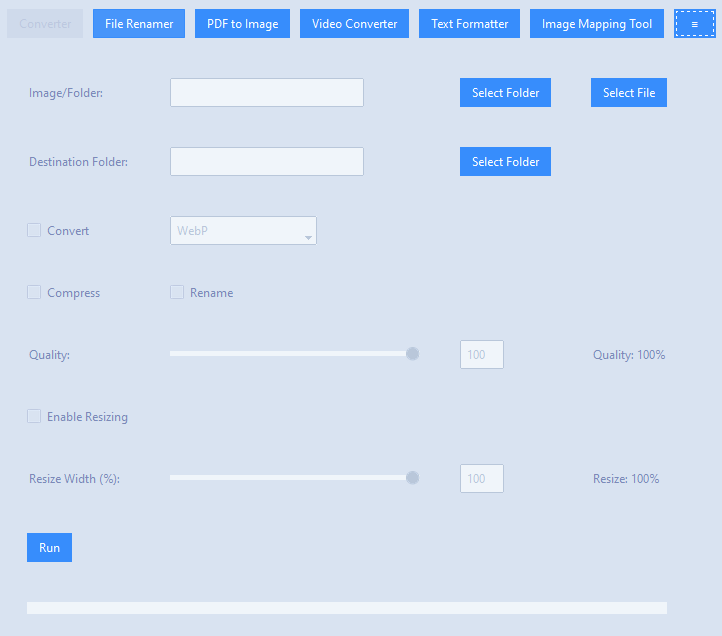 Converter File Renamer PDF to Image Video Converter Text Formatter Image Mapping Tool ≡
Image/Folder: Select Folder Select File
Destination Folder: Select Folder
Convert WebP
Compress Rename
Quality: 100 Quality: 100%
Enable Resizing
Resize Width (%): 100 Resize: 100%
Run